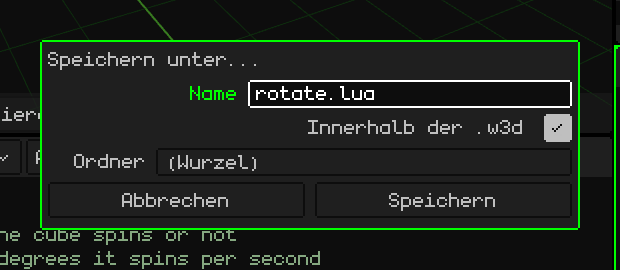 Speichern unter...
Name rotate.lua
Innerhalb der .w3d ✓
Ordner (Wurzel)
Abbrechen Speichern
he cube spins or not
degrees it spins per second